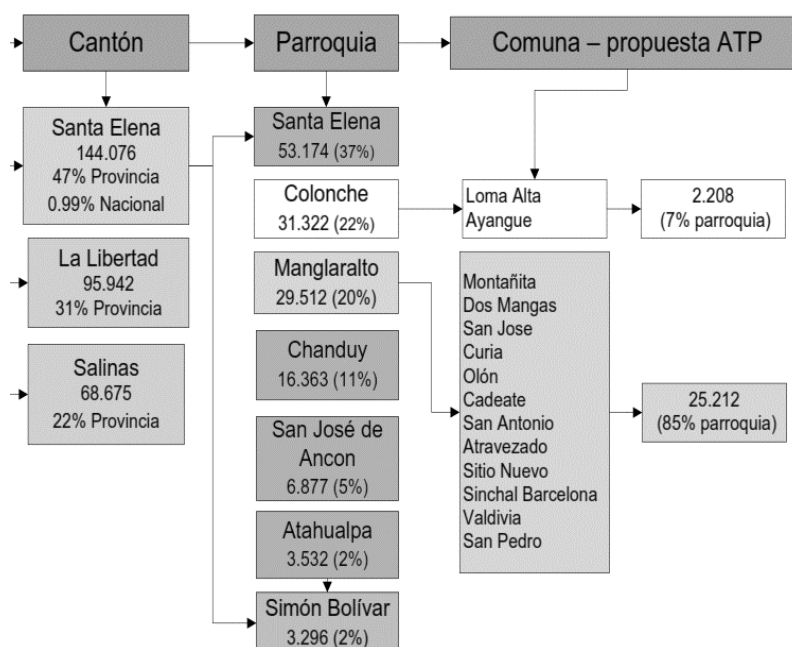 Cantón
Parroquia
Comuna – propuesta ATP
Santa Elena
144.076
47% Provincia
0.99% Nacional
La Libertad
95.942
31% Provincia
Salinas
68.675
22% Provincia
Santa Elena
53.174 (37%)
Colonche
31.322 (22%)
Manglaralto
29.512 (20%)
Chanduy
16.363 (11%)
San José de
Ancon
6.877 (5%)
Atahualpa
3.532 (2%)
Simón Bolívar
3.296 (2%)
Loma Alta
Ayangue
2.208
(7% parroquia)
Montañita
Dos Mangas
San Jose
Curia
Olón
Cadeate
San Antonio
Atravezado
Sitio Nuevo
Sinchal Barcelona
Valdivia
San Pedro
25.212
(85% parroquia)